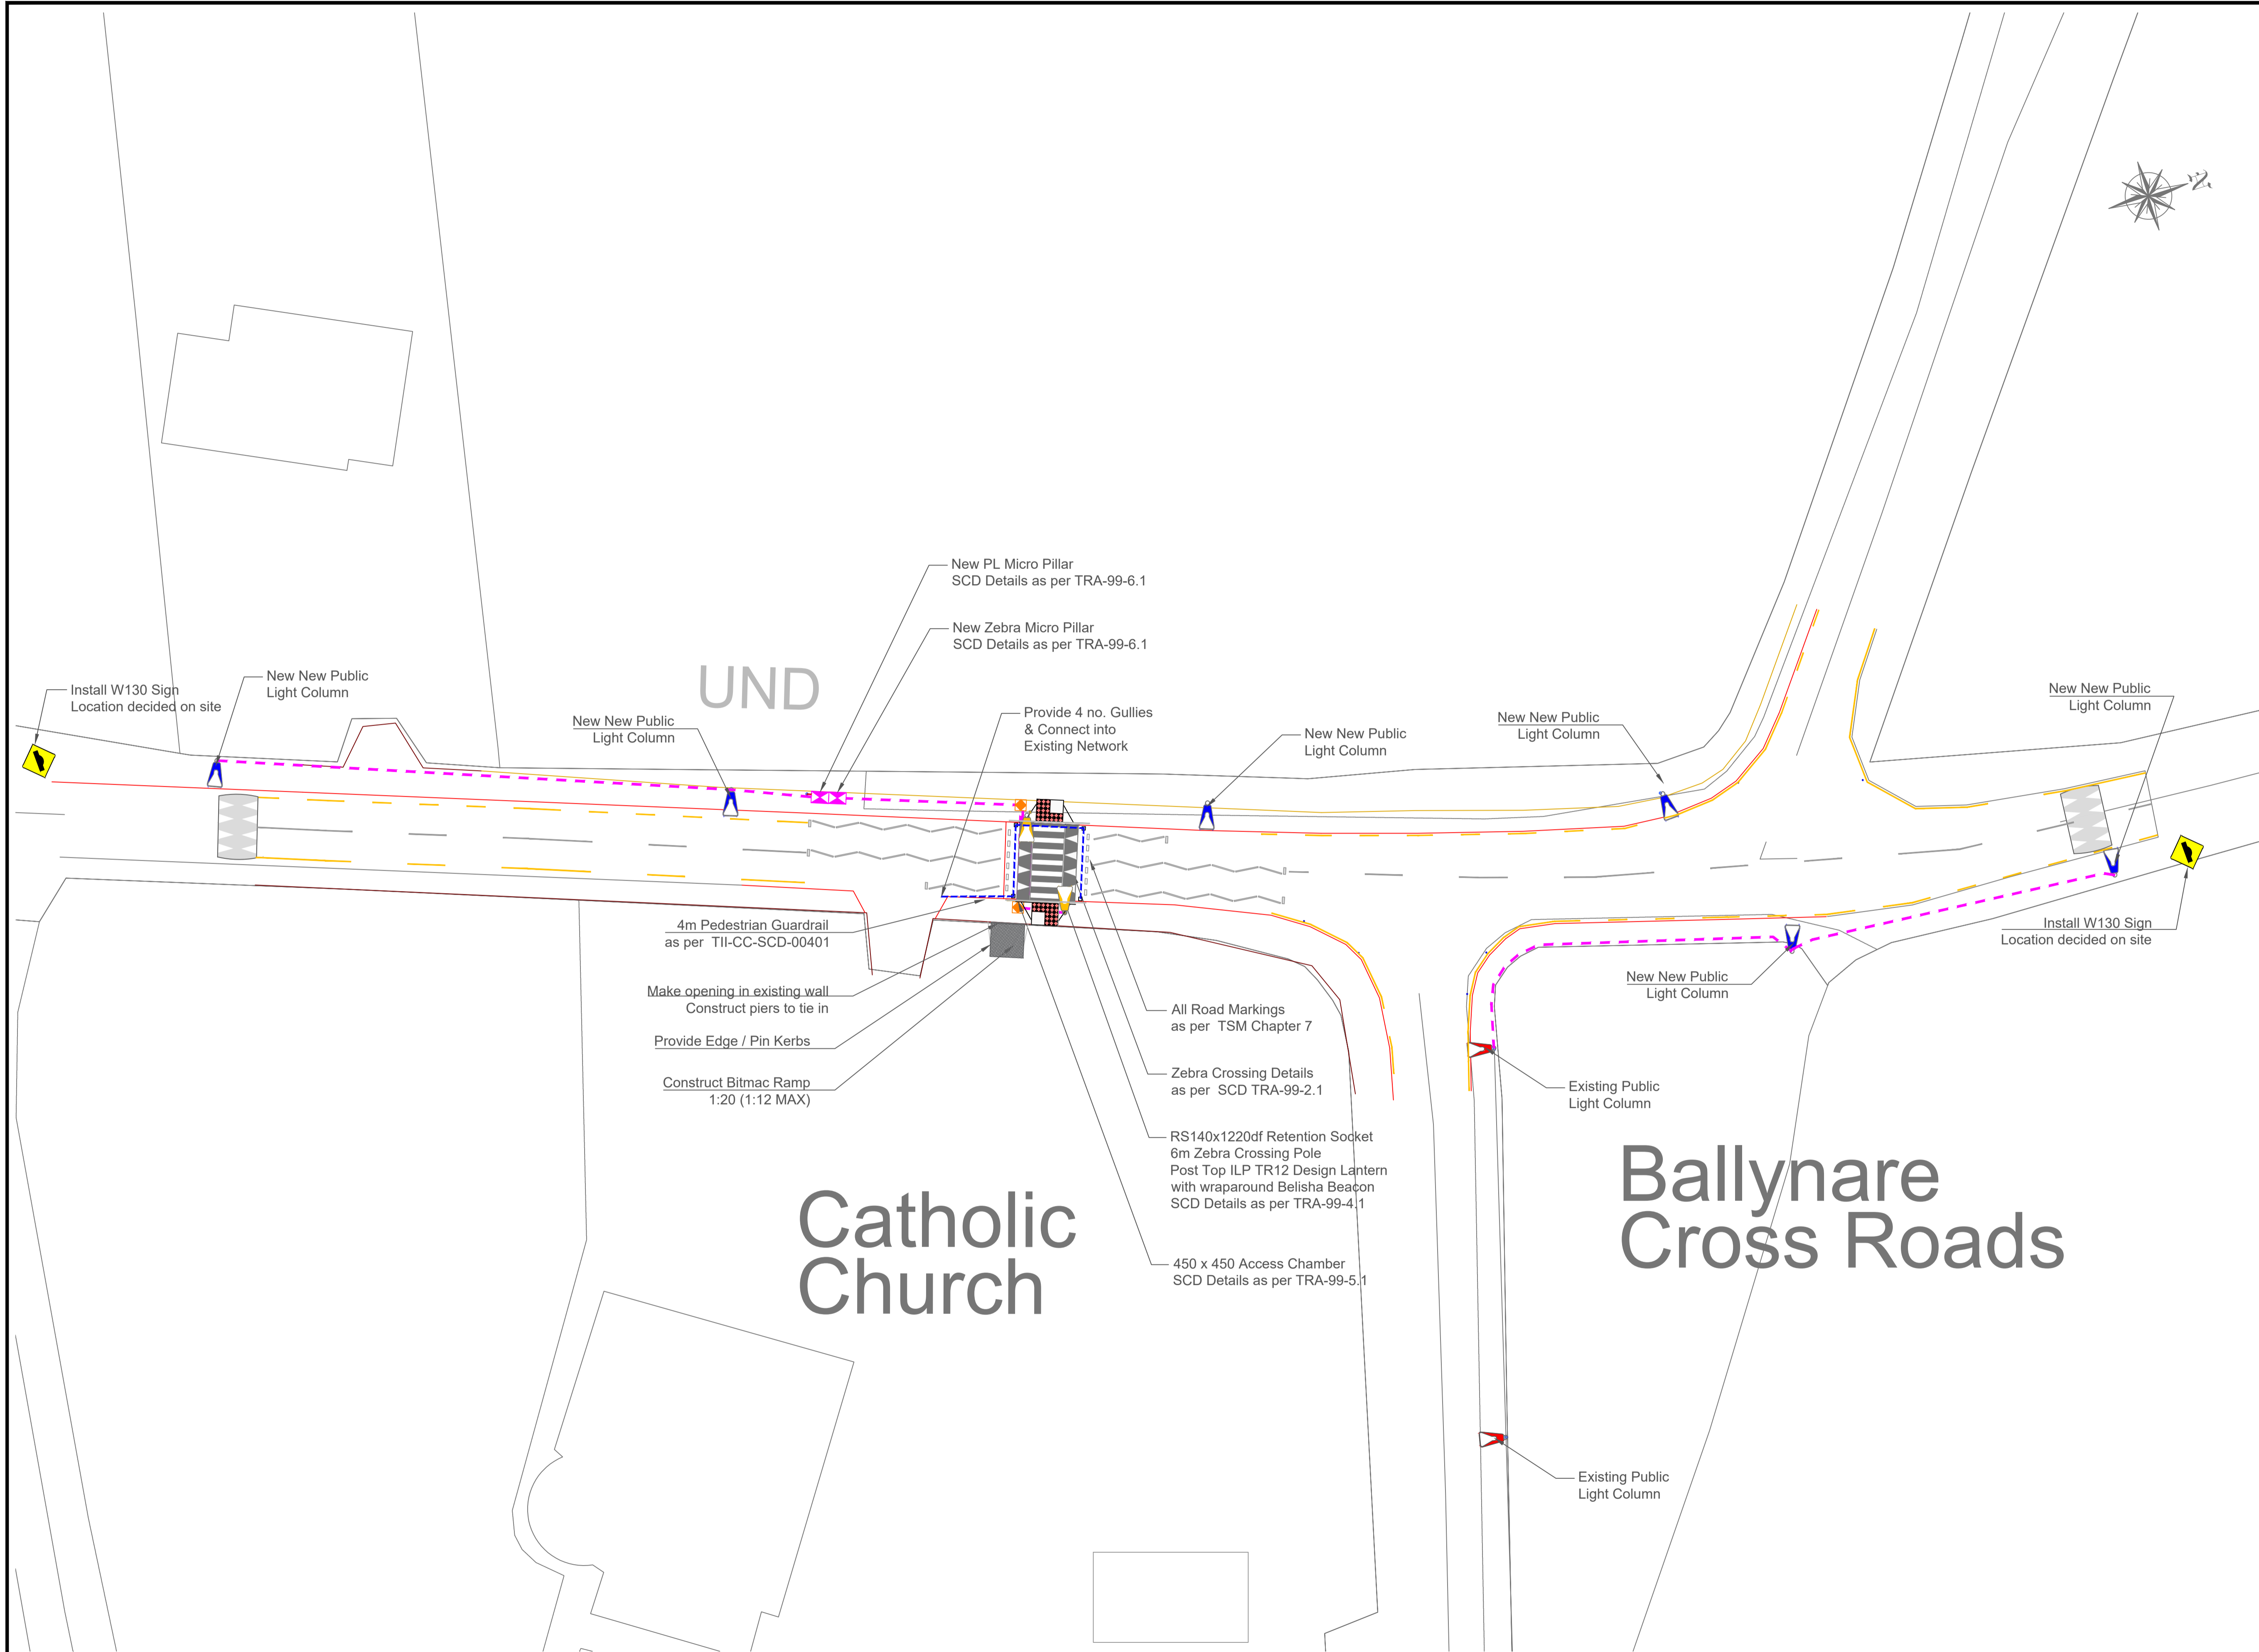 N
New PL Micro Pillar
SCD Details as per TRA-99-6.1
New Zebra Micro Pillar
SCD Details as per TRA-99-6.1
UND
Install W130 Sign
Location decided on site
New New Public
Light Column
New New Public
Light Column
Provide 4 no. Gullies
& Connect into
Existing Network
New New Public
Light Column
New New Public
Light Column
New New Public
Light Column
4m Pedestrian Guardrail
as per TII-CC-SCD-00401
Make opening in existing wall
Construct piers to tie in
Provide Edge / Pin Kerbs
Construct Bitmac Ramp
1:20 (1:12 MAX)
All Road Markings
as per TSM Chapter 7
Zebra Crossing Details
as per SCD TRA-99-2.1
RS140x1220df Retention Socket
6m Zebra Crossing Pole
Post Top ILP TR12 Design Lantern
with wraparound Belisha Beacon
SCD Details as per TRA-99-4.1
450 x 450 Access Chamber
SCD Details as per TRA-99-5.1
Install W130 Sign
Location decided on site
New New Public
Light Column
Existing Public
Light Column
Existing Public
Light Column
Catholic
Church
Ballynare
Cross Roads